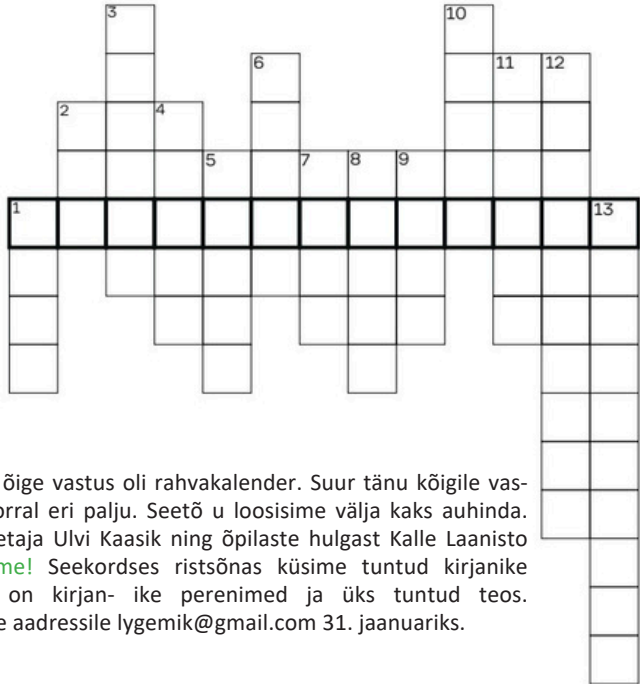 3
10
6
11 12
2
4
5
7
8
9
1
13
õige vastus oli rahvakalender. Suur tänu kõigile vas-
orral eri palju. Seetõ u loosisime välja kaks auhinda.
etaja Ulvi Kaasik ning õpilaste hulgast Kalle Laanisto
me! Seekordses ristsõnas küsime tuntud kirjanike
on kirjan- ike perenimed ja üks tuntud teos.
e aadressile lygemik@gmail.com 31. jaanuariks.